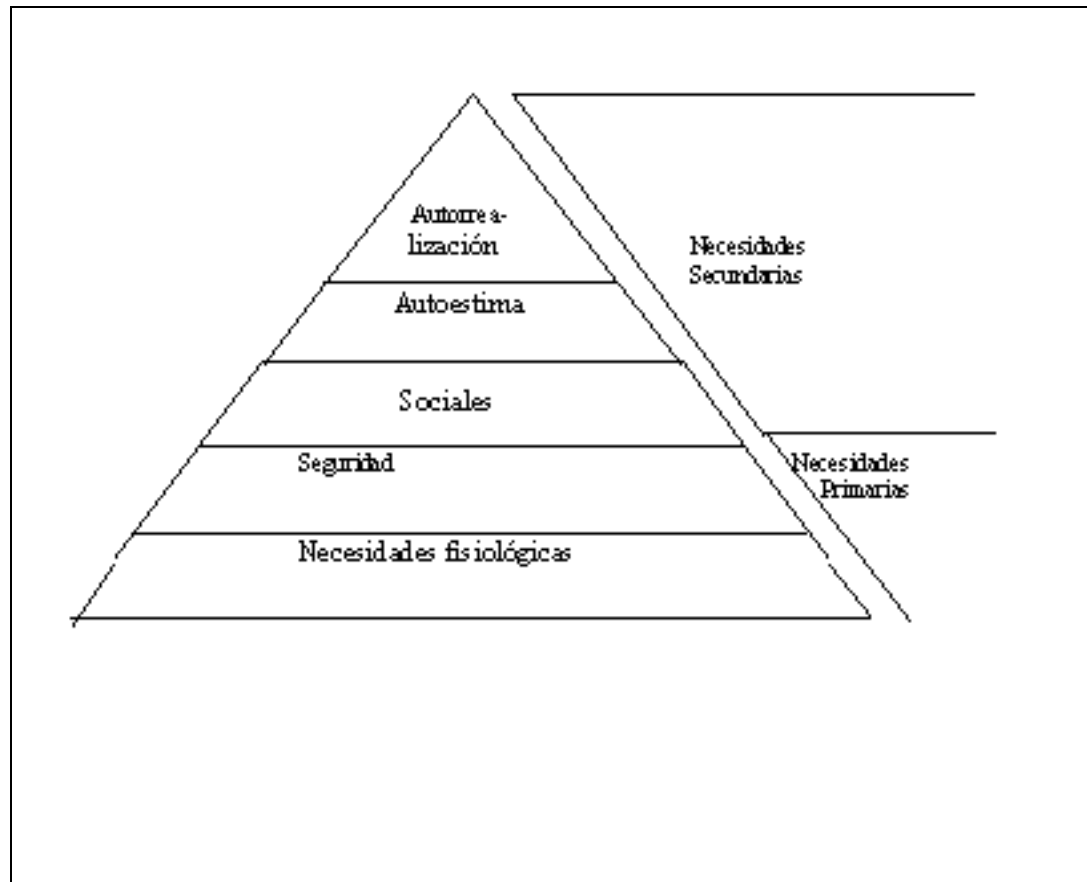 Autorrea-
lización
Necesidades
Secundarias
Autoestima
Sociales
Seguridad
Necesidades
Primarias
Necesidades fisiológicas